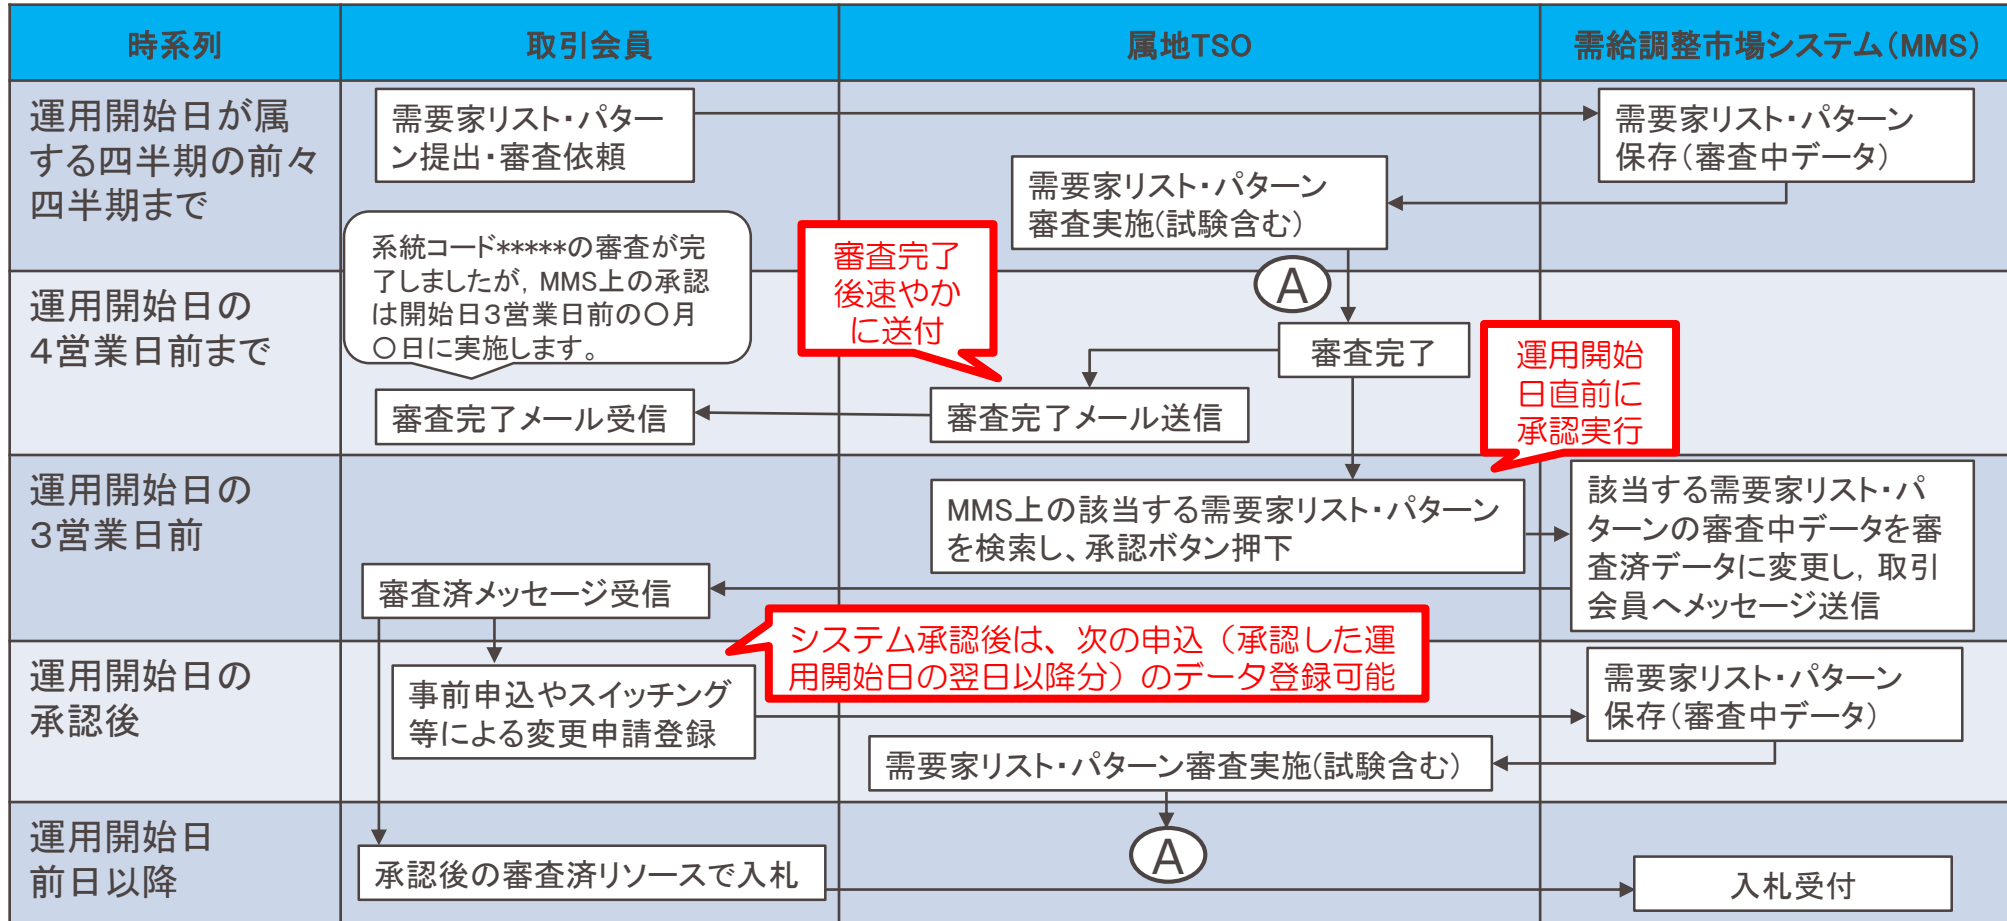 時系列
取引会員
属地TSO
需給調整市場システム(MMS)
運用開始日が属
する四半期の前々
四半期まで
需要家リスト・パター
ン提出・審査依頼
需要家リスト・パターン
保存(審査中データ)
需要家リスト・パターン
審査実施(試験含む)
系統コード*****の審査が完
了しましたが, MMS上の承認
は開始日3営業日前の〇月
〇日に実施します。
審査完了
後速やか
に送付
A
運用開始日の
4営業日前まで
審査完了
運用開始
日直前に
承認実行
審査完了メール受信
審査完了メール送信
運用開始日の
3営業日前
MMS上の該当する需要家リスト・パターン
を検索し、承認ボタン押下
該当する需要家リスト・パ
ターンの審査中データを審
査済データに変更し, 取引
会員へメッセージ送信
審査済メッセージ受信
システム承認後は、次の申込（承認した運
用開始日の翌日以降分）のデータ登録可能
運用開始日の
承認後
事前申込やスイッチング
等による変更申請登録
需要家リスト・パターン
保存(審査中データ)
需要家リスト・パターン審査実施(試験含む)
運用開始日
前日以降
A
承認後の審査済リソースで入札
入札受付